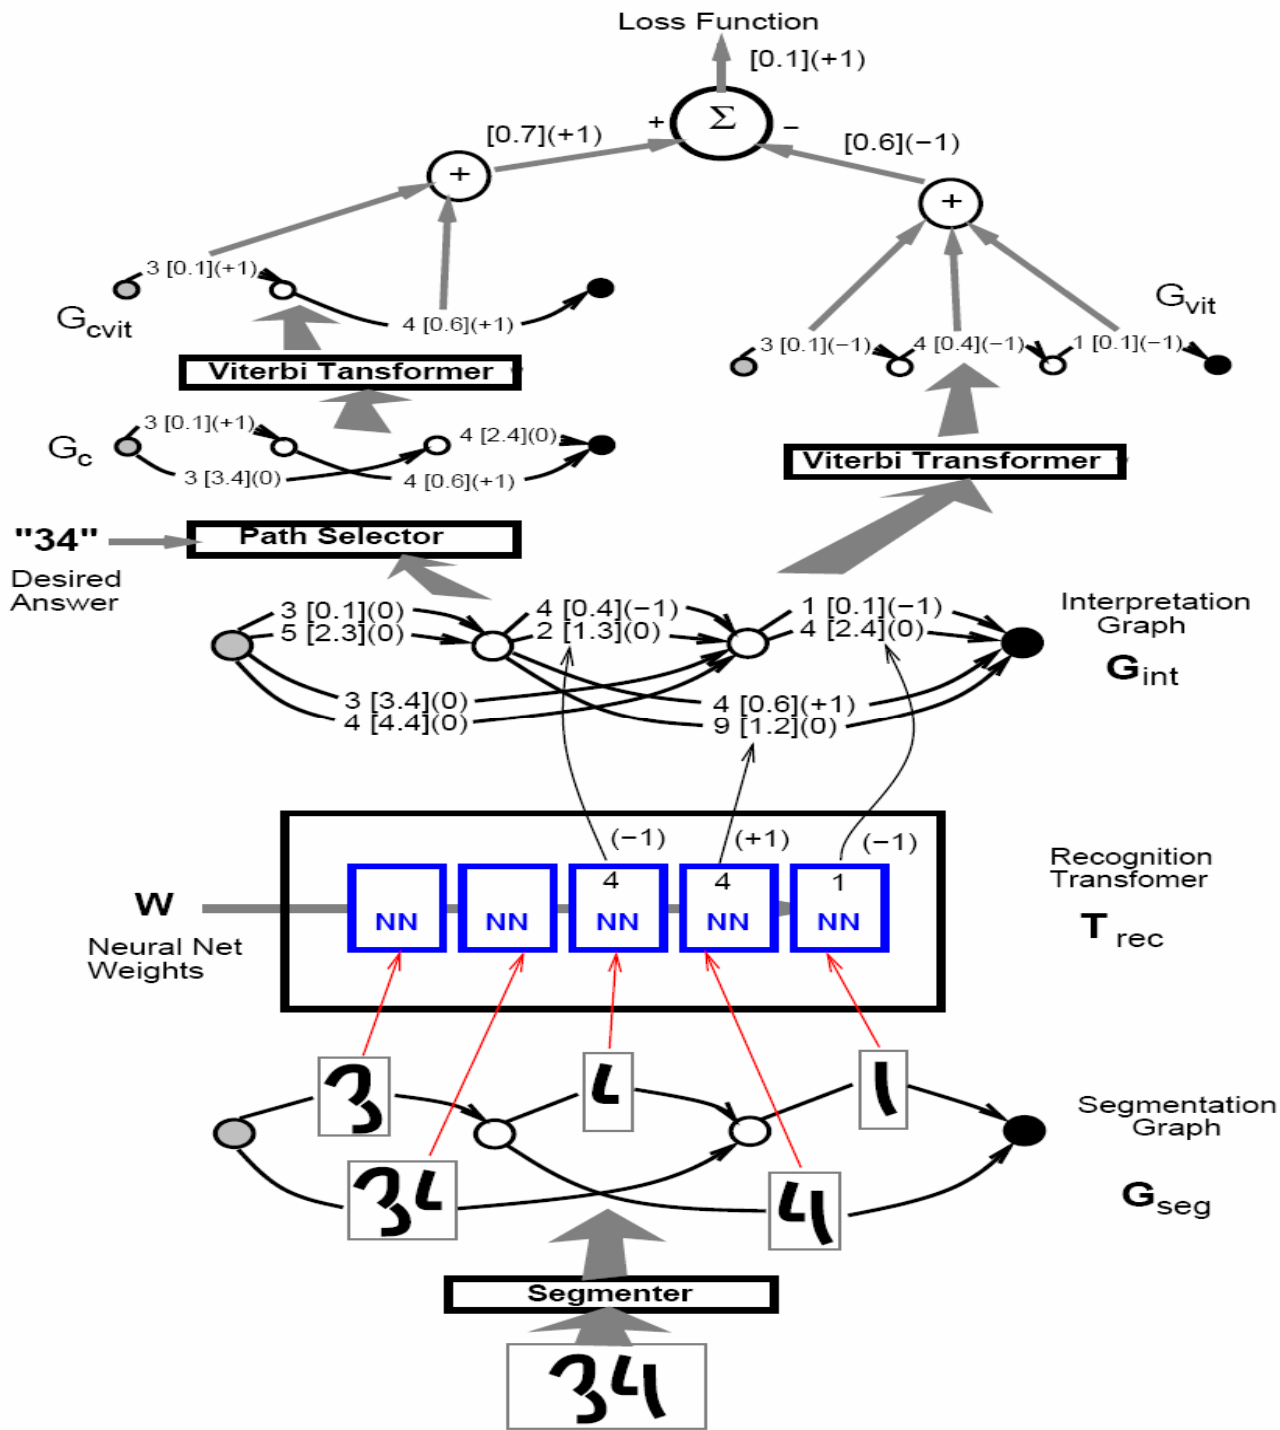 Loss Function
[0.1](+1)
+ Σ −
[0.7](+1)
[0.6](−1)
+
+
3 [0.1](+1)
4 [0.6](+1)
Gcvit
Gvit
3 [0.1](−1) 4 [0.4](−1) 1 [0.1](−1)
Viterbi Tansformer
Gc
3 [0.1](+1)
4 [2.4](0)
3 [3.4](0)
4 [0.6](+1)
Viterbi Transformer
"34"
Desired
Answer
Path Selector
3 [0.1](0) 4 [0.4](−1) 1 [0.1](−1)
5 [2.3](0) 2 [1.3](0) 4 [2.4](0)
3 [3.4](0) 4 [0.6](+1)
4 [4.4](0) 9 [1.2](0)
Interpretation
Graph
Gint
(−1) (+1) (−1)
4 4 1
NN NN NN NN NN
W
Neural Net
Weights
Recognition
Transfomer
T rec
3 4 1
34 4
Segmentation
Graph
Gseg
Segmenter
34